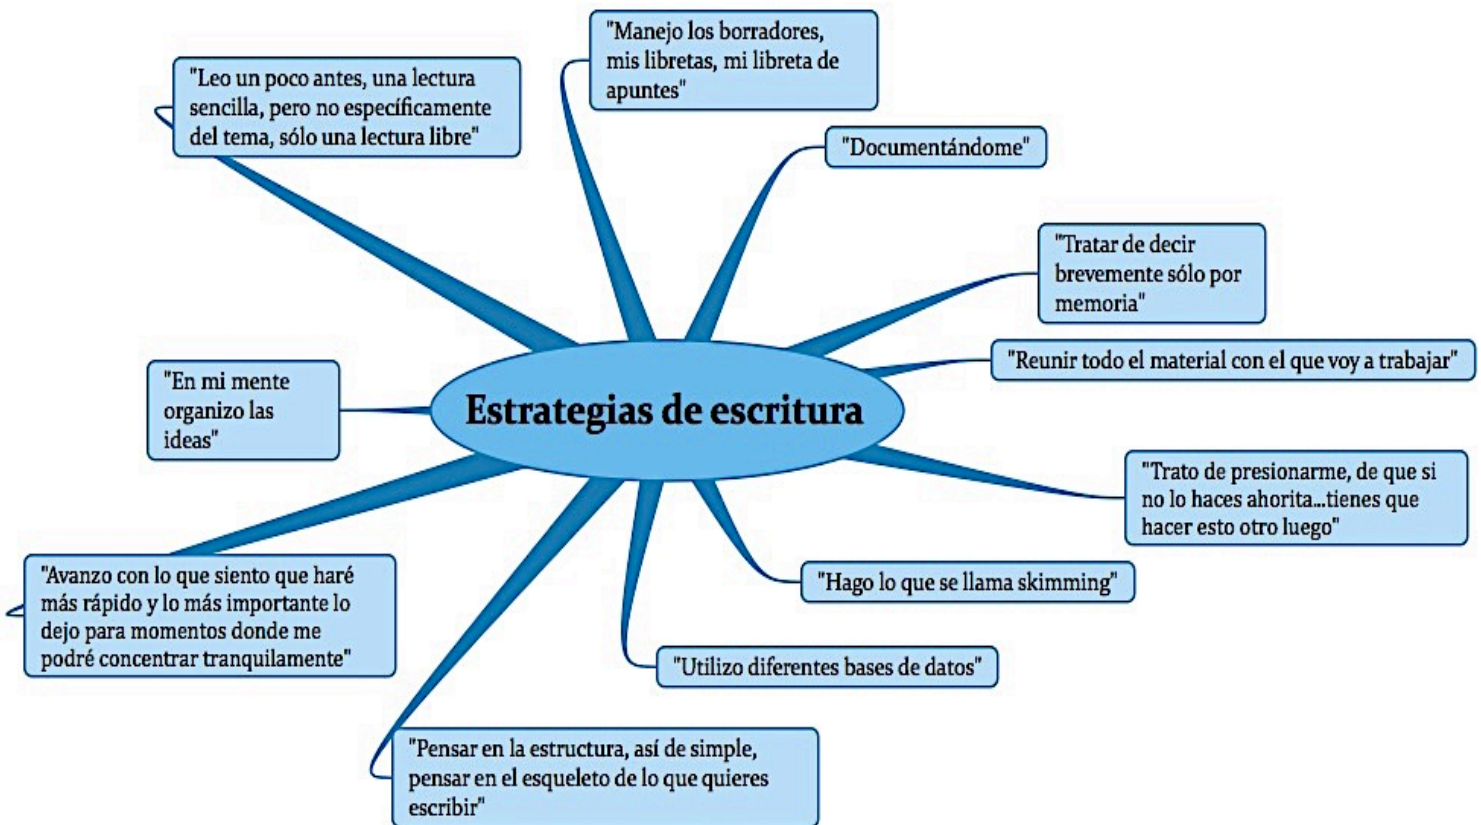 "Manejo los borradores,
mis libretas, mi libreta de
apuntes"
"Leo un poco antes, una lectura
sencilla, pero no específicamente
del tema, sólo una lectura libre"
"Documentándome"
"Tratar de decir
brevemente sólo por
memoria"
"Reunir todo el material con el que voy a trabajar"
"En mi mente
organizo las
ideas"
Estrategias de escritura
"Trato de presionarme, de que si
no lo haces ahorita...tienes que
hacer esto otro luego"
"Avanzo con lo que siento que haré
más rápido y lo más importante lo
dejo para momentos donde me
podré concentrar tranquilamente"
"Hago lo que se llama skimming"
"Utilizo diferentes bases de datos"
"Pensar en la estructura, así de simple,
pensar en el esqueleto de lo que quieres
escribir"